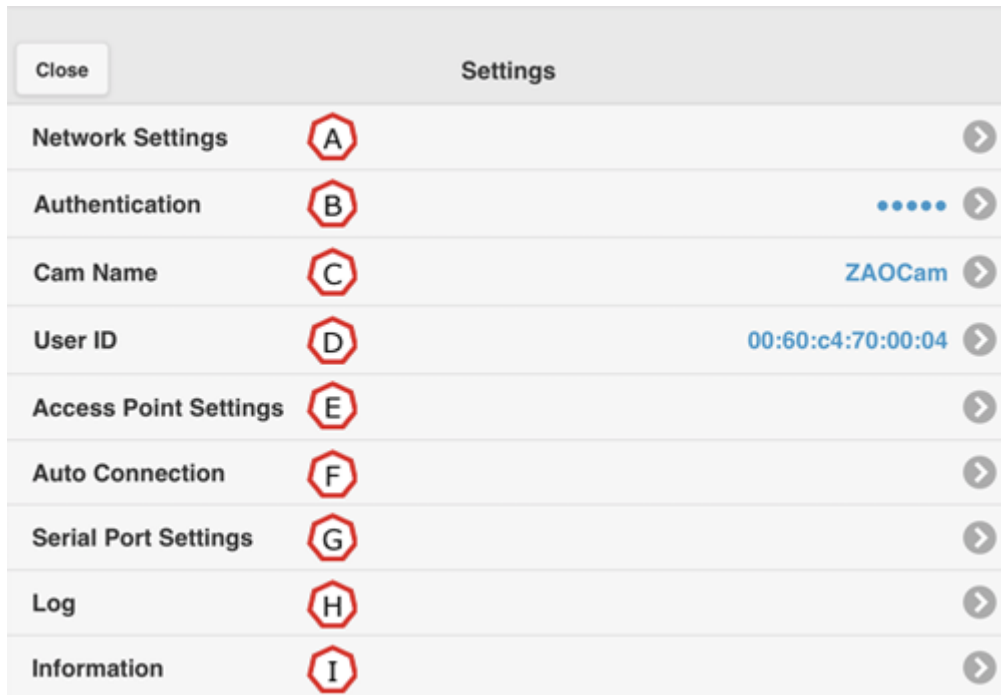 Close Settings
Network Settings A
Authentication B •••••
Cam Name C ZAOCam
User ID D 00:60:c4:70:00:04
Access Point Settings E
Auto Connection F
Serial Port Settings G
Log H
Information I